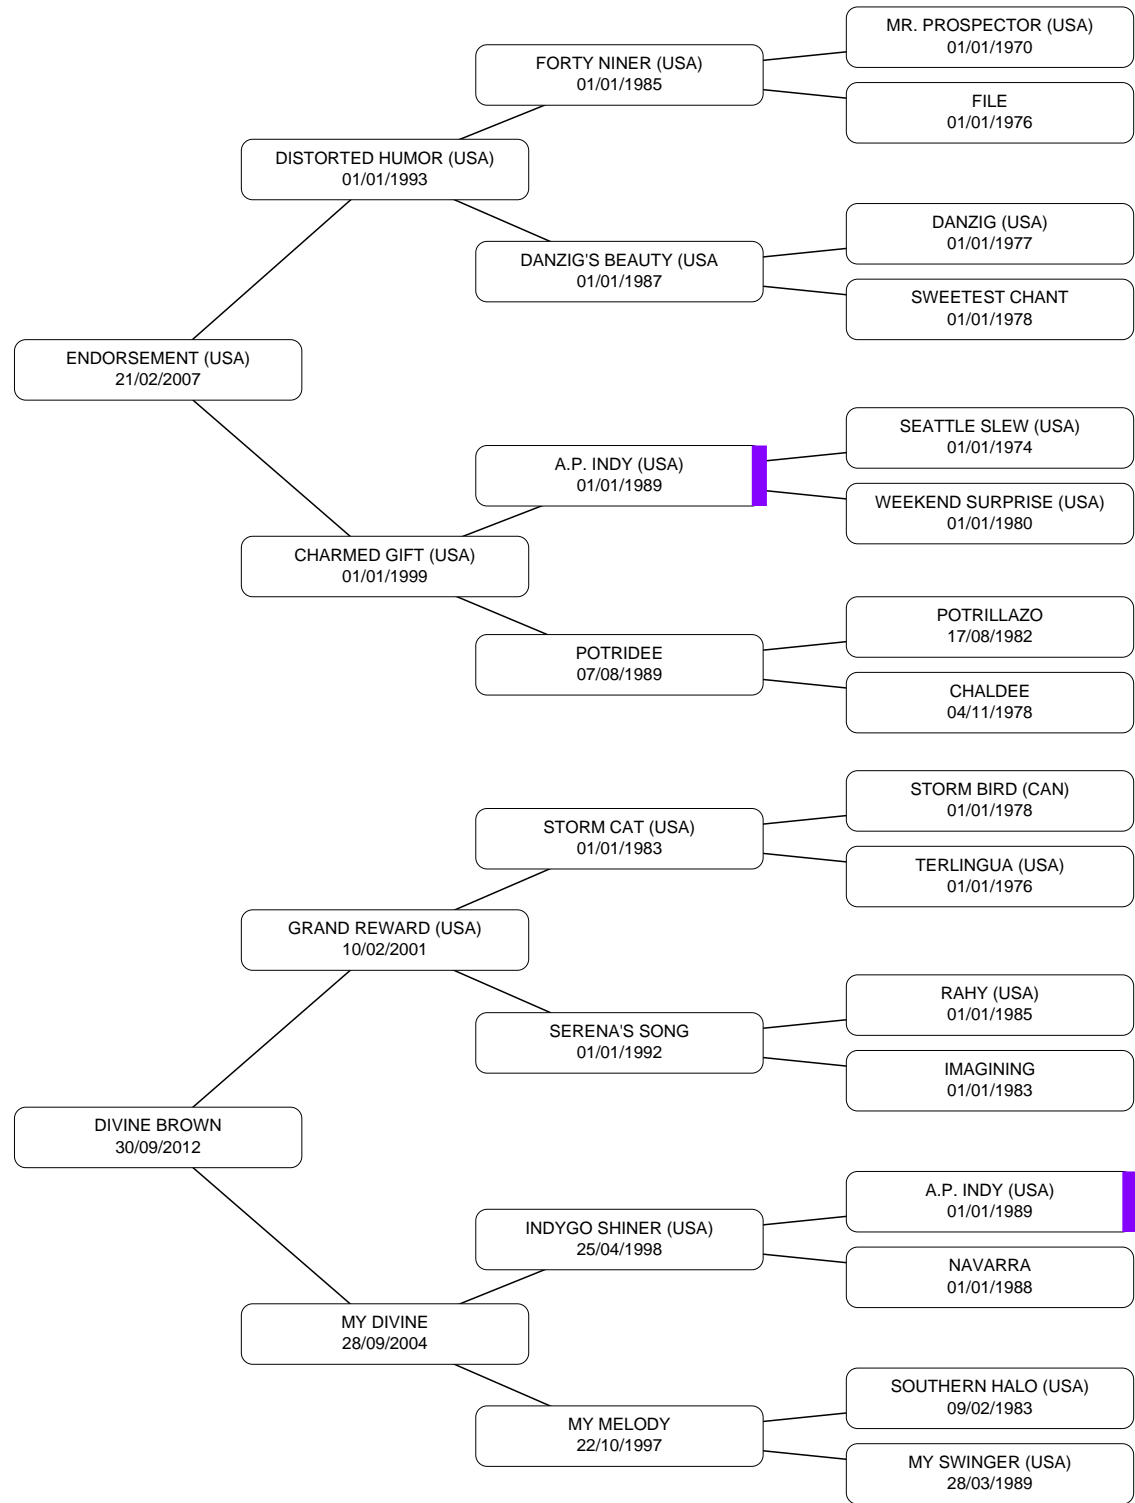 MR. PROSPECTOR (USA)
01/01/1970
FORTY NINER (USA)
01/01/1985
FILE
01/01/1976
DISTORTED HUMOR (USA)
01/01/1993
DANZIG (USA)
01/01/1977
DANZIG'S BEAUTY (USA
01/01/1987
SWEETEST CHANT
01/01/1978
ENDORSEMENT (USA)
21/02/2007
SEATTLE SLEW (USA)
01/01/1974
A.P. INDY (USA)
01/01/1989
WEEKEND SURPRISE (USA)
01/01/1980
CHARMED GIFT (USA)
01/01/1999
POTRILLAZO
17/08/1982
POTRIDEE
07/08/1989
CHALDEE
04/11/1978
STORM BIRD (CAN)
01/01/1978
STORM CAT (USA)
01/01/1983
TERLINGUA (USA)
01/01/1976
GRAND REWARD (USA)
10/02/2001
RAHY (USA)
01/01/1985
SERENA'S SONG
01/01/1992
IMAGINING
01/01/1983
DIVINE BROWN
30/09/2012
A.P. INDY (USA)
01/01/1989
INDYGO SHINER (USA)
25/04/1998
NAVARRA
01/01/1988
MY DIVINE
28/09/2004
SOUTHERN HALO (USA)
09/02/1983
MY MELODY
22/10/1997
MY SWINGER (USA)
28/03/1989